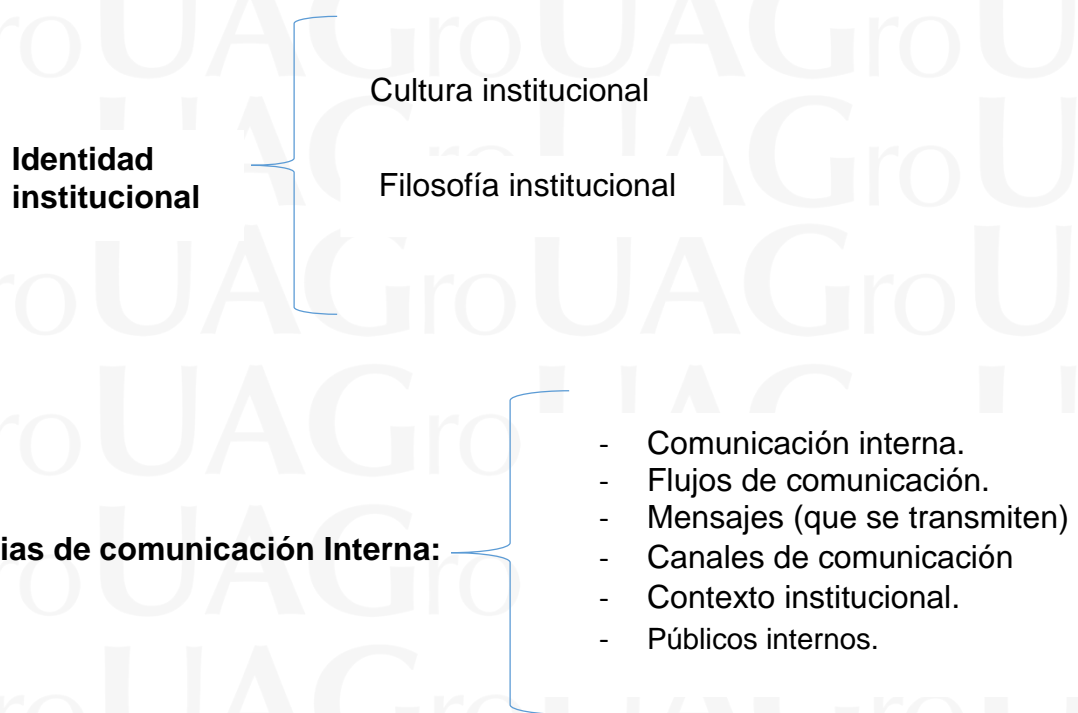 Cultura institucional
Identidad
institucional
Filosofía institucional
- Comunicación interna.
- Flujos de comunicación.
- Mensajes (que se transmiten)
ias de comunicación Interna:
- Canales de comunicación
- Contexto institucional.
- Públicos internos.